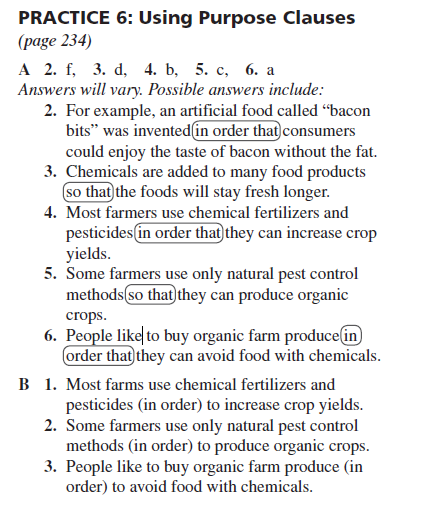 PRACTICE 6: Using Purpose Clauses
(page 234)
A 2. f, 3. d, 4. b, 5. c, 6. a
Answers will vary. Possible answers include:
2. For example, an artificial food called “bacon
bits” was invented in order that consumers
could enjoy the taste of bacon without the fat.
3. Chemicals are added to many food products
so that the foods will stay fresh longer.
4. Most farmers use chemical fertilizers and
pesticides in order that they can increase crop
yields.
5. Some farmers use only natural pest control
methods so that they can produce organic
crops.
6. People like to buy organic farm produce in
order that they can avoid food with chemicals.
B 1. Most farms use chemical fertilizers and
pesticides (in order) to increase crop yields.
2. Some farmers use only natural pest control
methods (in order) to produce organic crops.
3. People like to buy organic farm produce (in
order) to avoid food with chemicals.